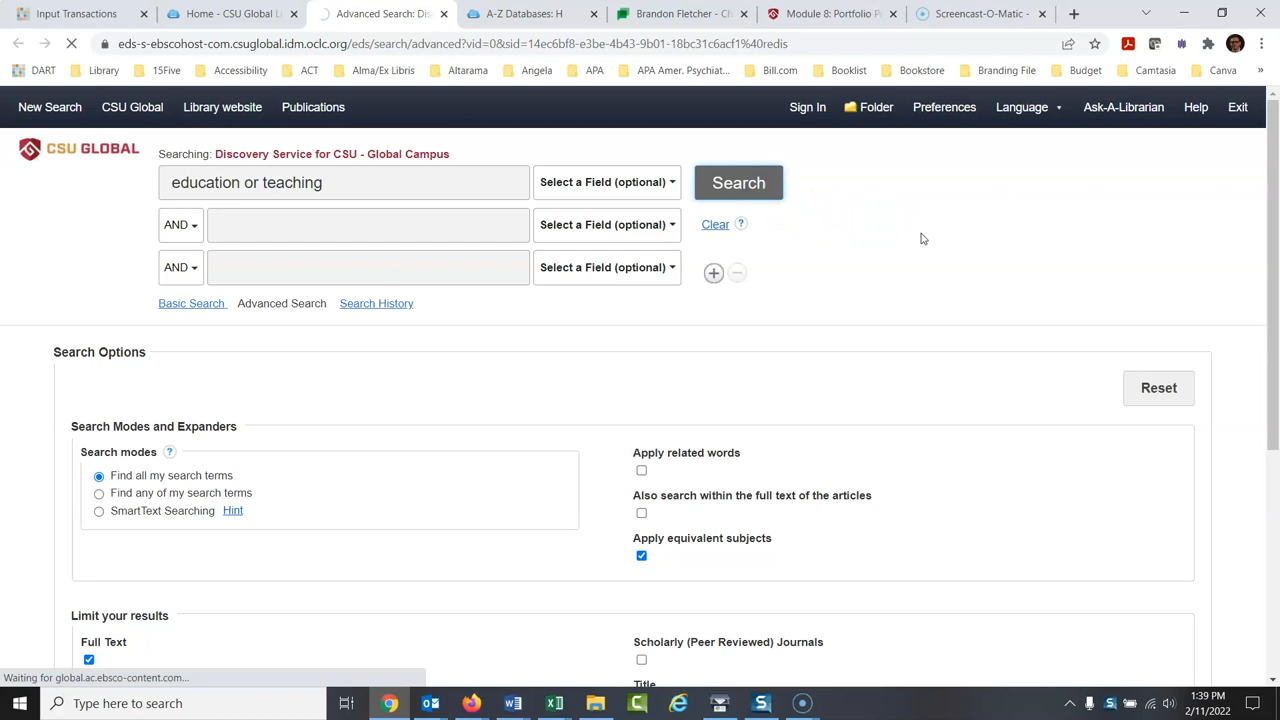 Input Transactions
Home - CSU Global Li
Advanced Search: Dis
A-Z Databases: H
Brandon Fletcher - Ch
Module 8: Portfolio P
Screencast-O-Matic -
eds-s-ebscohost-com.csuglobal.idm.oclc.org/eds/search/advanced?vid=0&sid=1ec6bf8-e3be-4b43-9b01-18bc31c6acf1%40redis
DART Library 15Five Accessibility ACT Alma/Ex Libris Altarama Angela APA APA Amer. Psychiat... Bill.com Booklist Bookstore Branding File Budget Camtasia Canva »
New Search CSU Global Library website Publications Sign In Folder Preferences Language Ask-A-Librarian Help Exit
CSU GLOBAL
Searching: Discovery Service for CSU - Global Campus
education or teaching Select a Field (optional) Search
AND Select a Field (optional) Clear ?
AND Select a Field (optional) + −
Basic Search Advanced Search Search History
Search Options
Reset
Search Modes and Expanders
Search modes ?
Find all my search terms
Find any of my search terms
SmartText Searching Hint
Apply related words
Also search within the full text of the articles
Apply equivalent subjects
Limit your results
Full Text
Scholarly (Peer Reviewed) Journals
Title
Waiting for global.ac.ebsco-content.com...
Type here to search
1:39 PM
2/11/2022